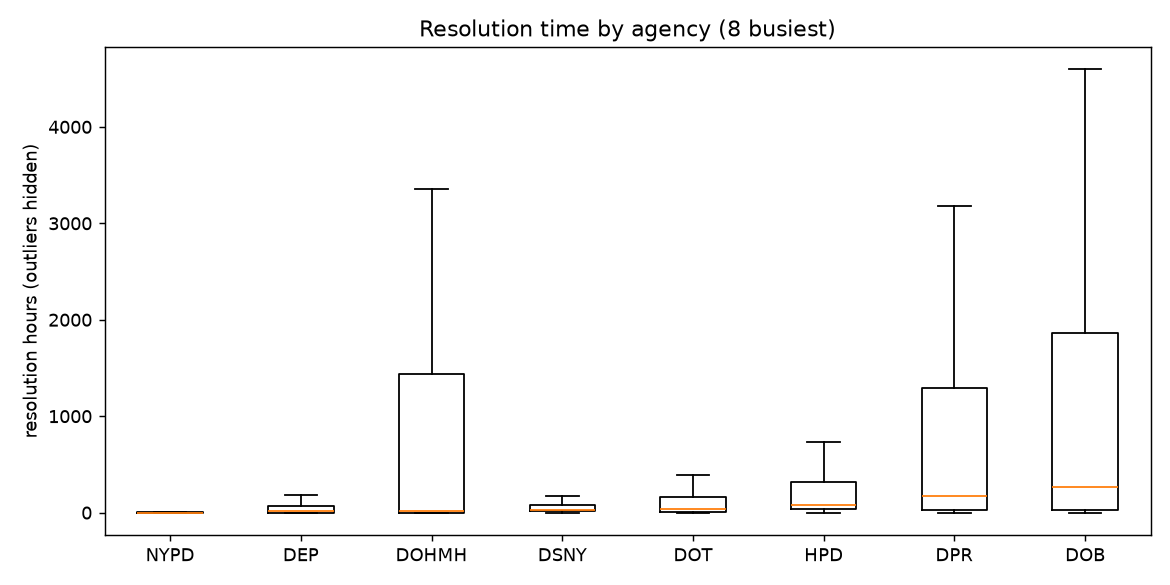 Resolution time by agency (8 busiest)
resolution hours (outliers hidden)
4000
3000
2000
1000
0
NYPD DEP DOHMH DSNY DOT HPD DPR DOB